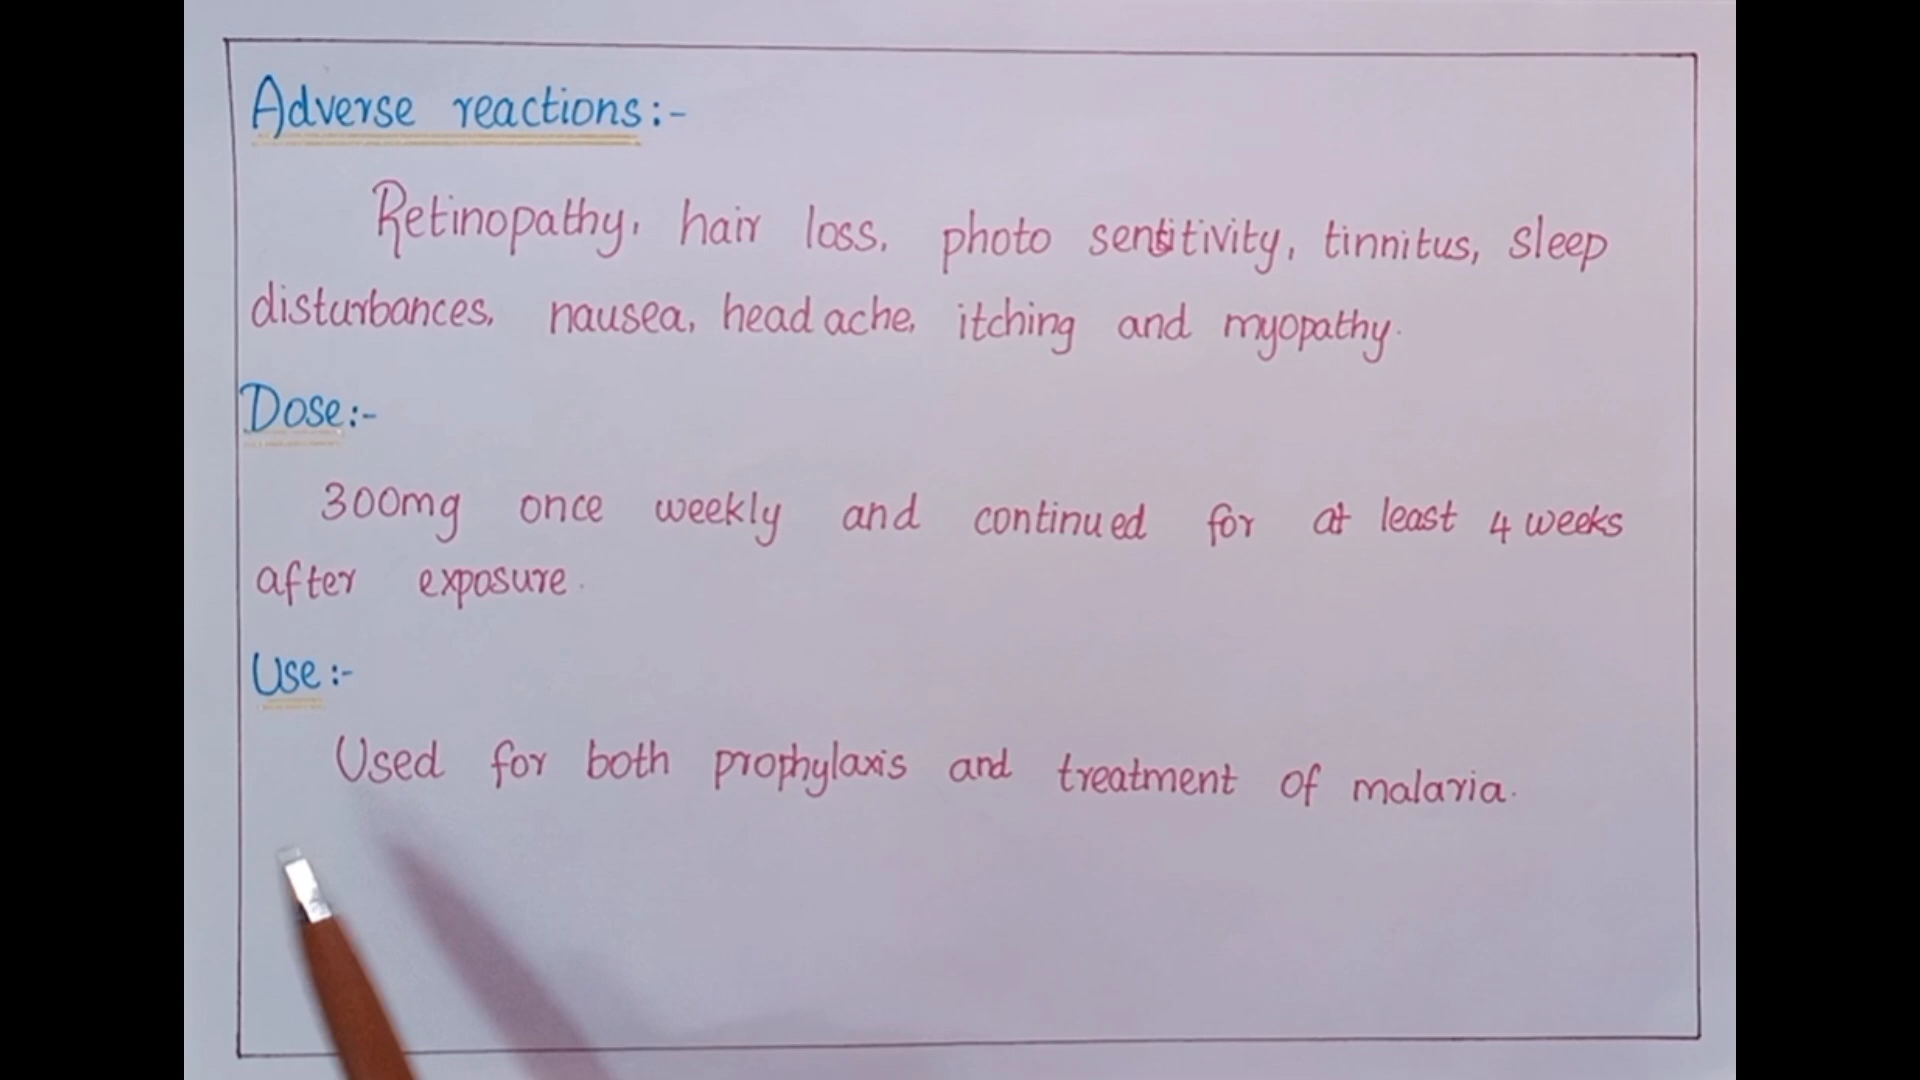 Adverse reactions:-
Retinopathy, hair loss, photo sensitivity, tinnitus, sleep
disturbances, nausea, head ache, itching and myopathy.
Dose:-
300mg once weekly and continued for at least 4 weeks
after exposure.
Use:-
Used for both prophylaxis and treatment of malaria.